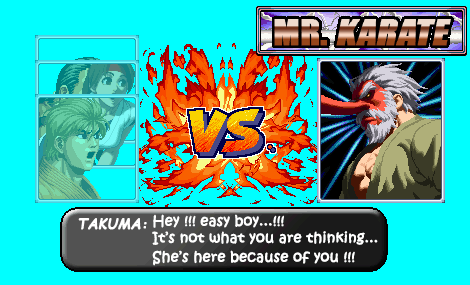 MR. KARATE
VS
TAKUMA: Hey !!! easy boy...!!!
It's not what you are thinking...
She's here because of you !!!